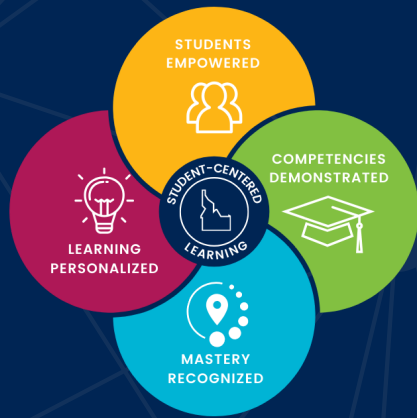 STUDENTS
EMPOWERED
COMPETENCIES
DEMONSTRATED
STUDENT-CENTERED
LEARNING
LEARNING
PERSONALIZED
MASTERY
RECOGNIZED